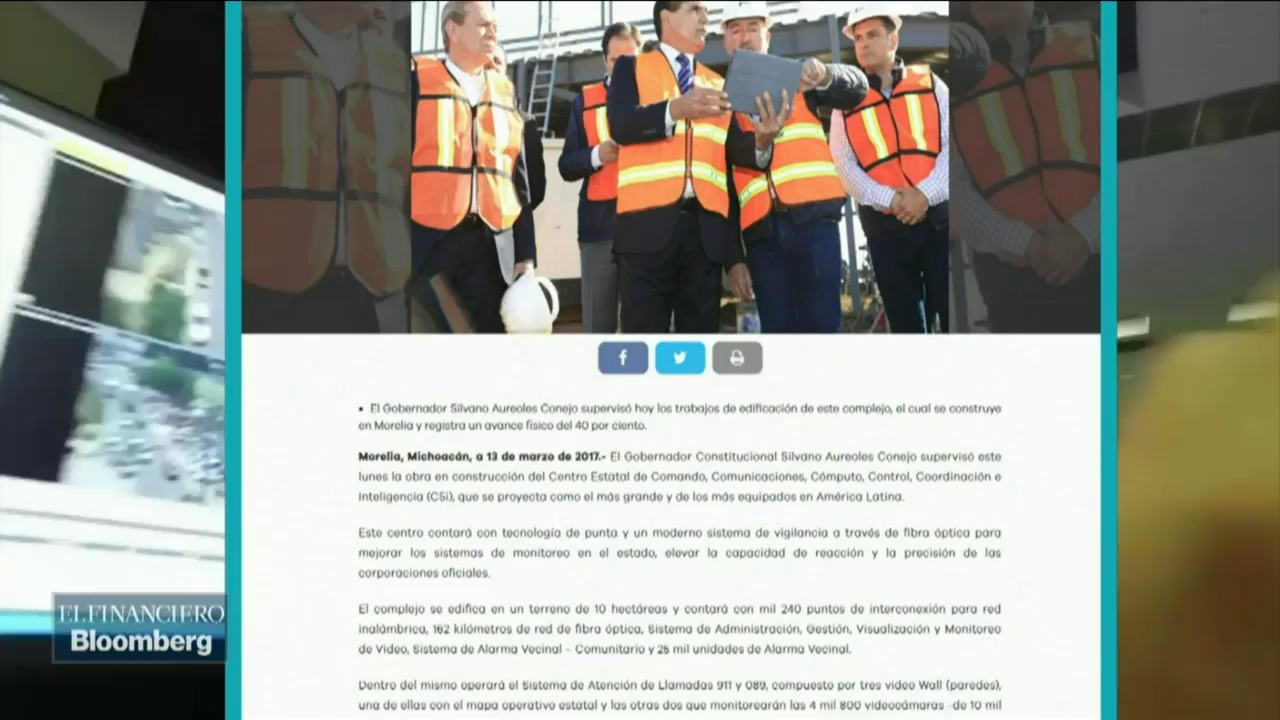 f
• El Gobernador Silvano Aureoles Conejo supervisó hoy los trabajos de edificación de este complejo, el cual se construye
en Morelia y registra un avance físico del 40 por ciento.
Morelia, Michoacán, a 13 de marzo de 2017.- El Gobernador Constitucional Silvano Aureoles Conejo supervisó este
lunes la obra en construcción del Centro Estatal de Comando, Comunicaciones, Cómputo, Control, Coordinación e
Inteligencia (C5i), que se proyecta como el más grande y de los más equipados en América Latina.
Este centro contará con tecnología de punta y un moderno sistema de vigilancia a través de fibra óptica para
mejorar los sistemas de monitoreo en el estado, elevar la capacidad de reacción y la precisión de las
corporaciones oficiales.
El complejo se edifica en un terreno de 10 hectáreas y contará con mil 240 puntos de interconexión para red
inalámbrica, 162 kilómetros de red de fibra óptica, Sistema de Administración, Gestión, Visualización y Monitoreo
de Video, Sistema de Alarma Vecinal – Comunitario y 25 mil unidades de Alarma Vecinal.
Dentro del mismo operará el Sistema de Atención de Llamadas 911 y 089, compuesto por tres video Wall (paredes),
una de ellas con el mapa operativo estatal y las otras dos que monitorearán las 4 mil 800 videocámaras -de 10 mil
EL FINANCIERO
Bloomberg